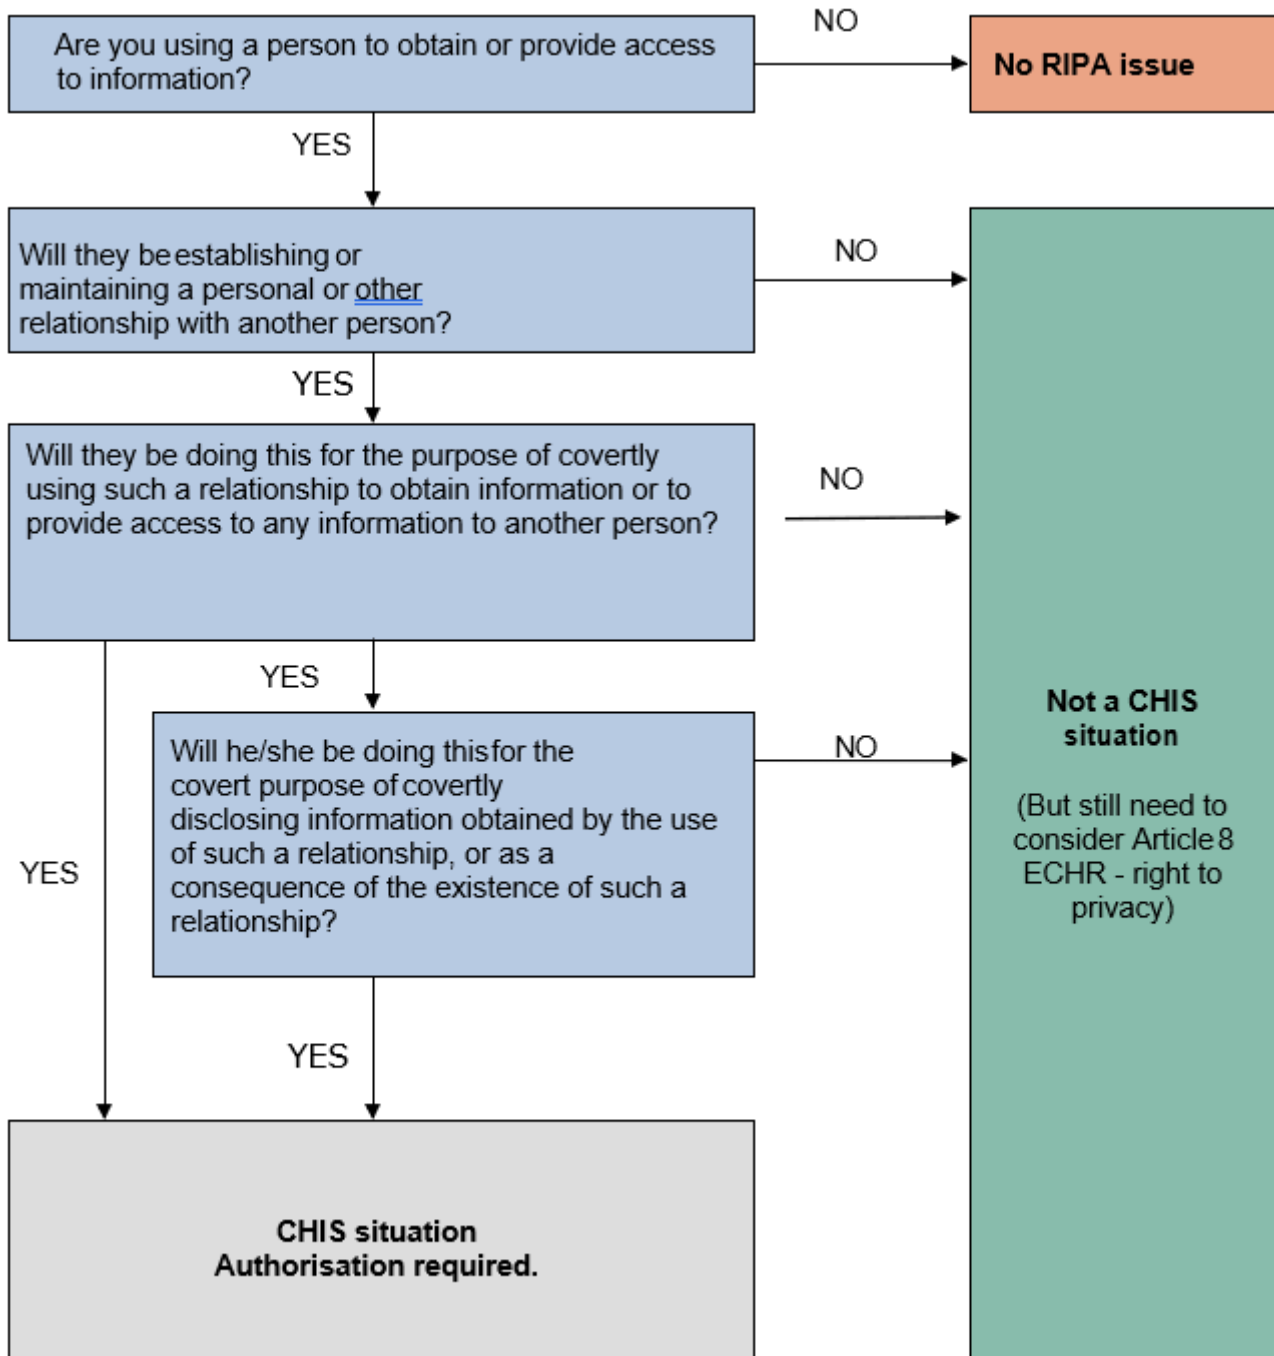 Are you using a person to obtain or provide access
to information?
NO
No RIPA issue
YES
Will they be establishing or
maintaining a personal or other
relationship with another person?
NO
YES
Will they be doing this for the purpose of covertly
using such a relationship to obtain information or to
provide access to any information to another person?
NO
YES
Will he/she be doing this for the
covert purpose of covertly
disclosing information obtained by the use
of such a relationship, or as a
consequence of the existence of such a
relationship?
NO
Not a CHIS
situation
(But still need to
consider Article 8
ECHR - right to
privacy)
YES
YES
CHIS situation
Authorisation required.